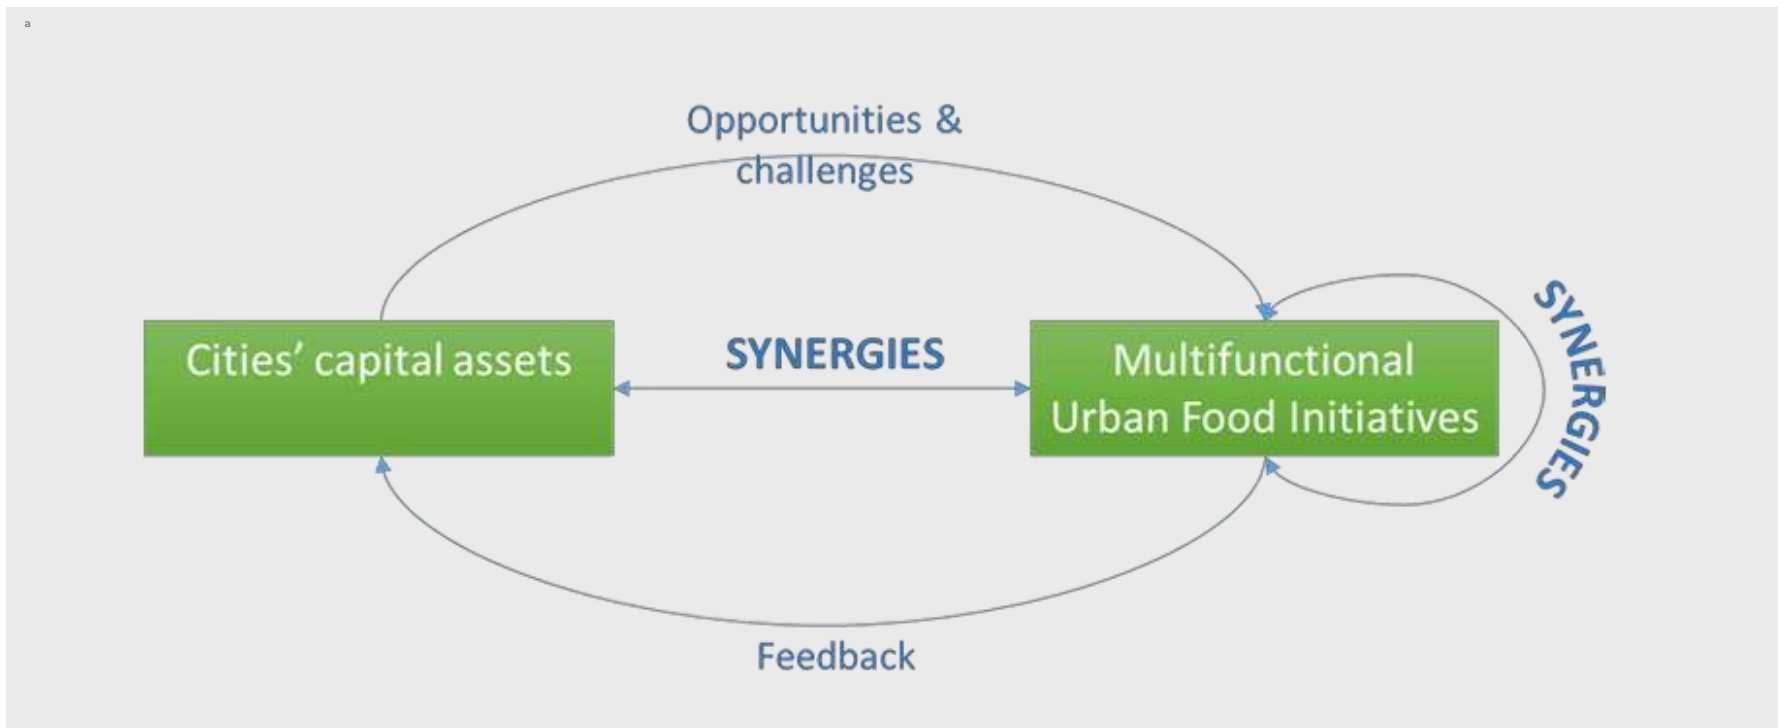 a
Opportunities &
challenges
Cities’ capital assets
SYNERGIES
Multifunctional
Urban Food Initiatives
SYNERGIES
Feedback